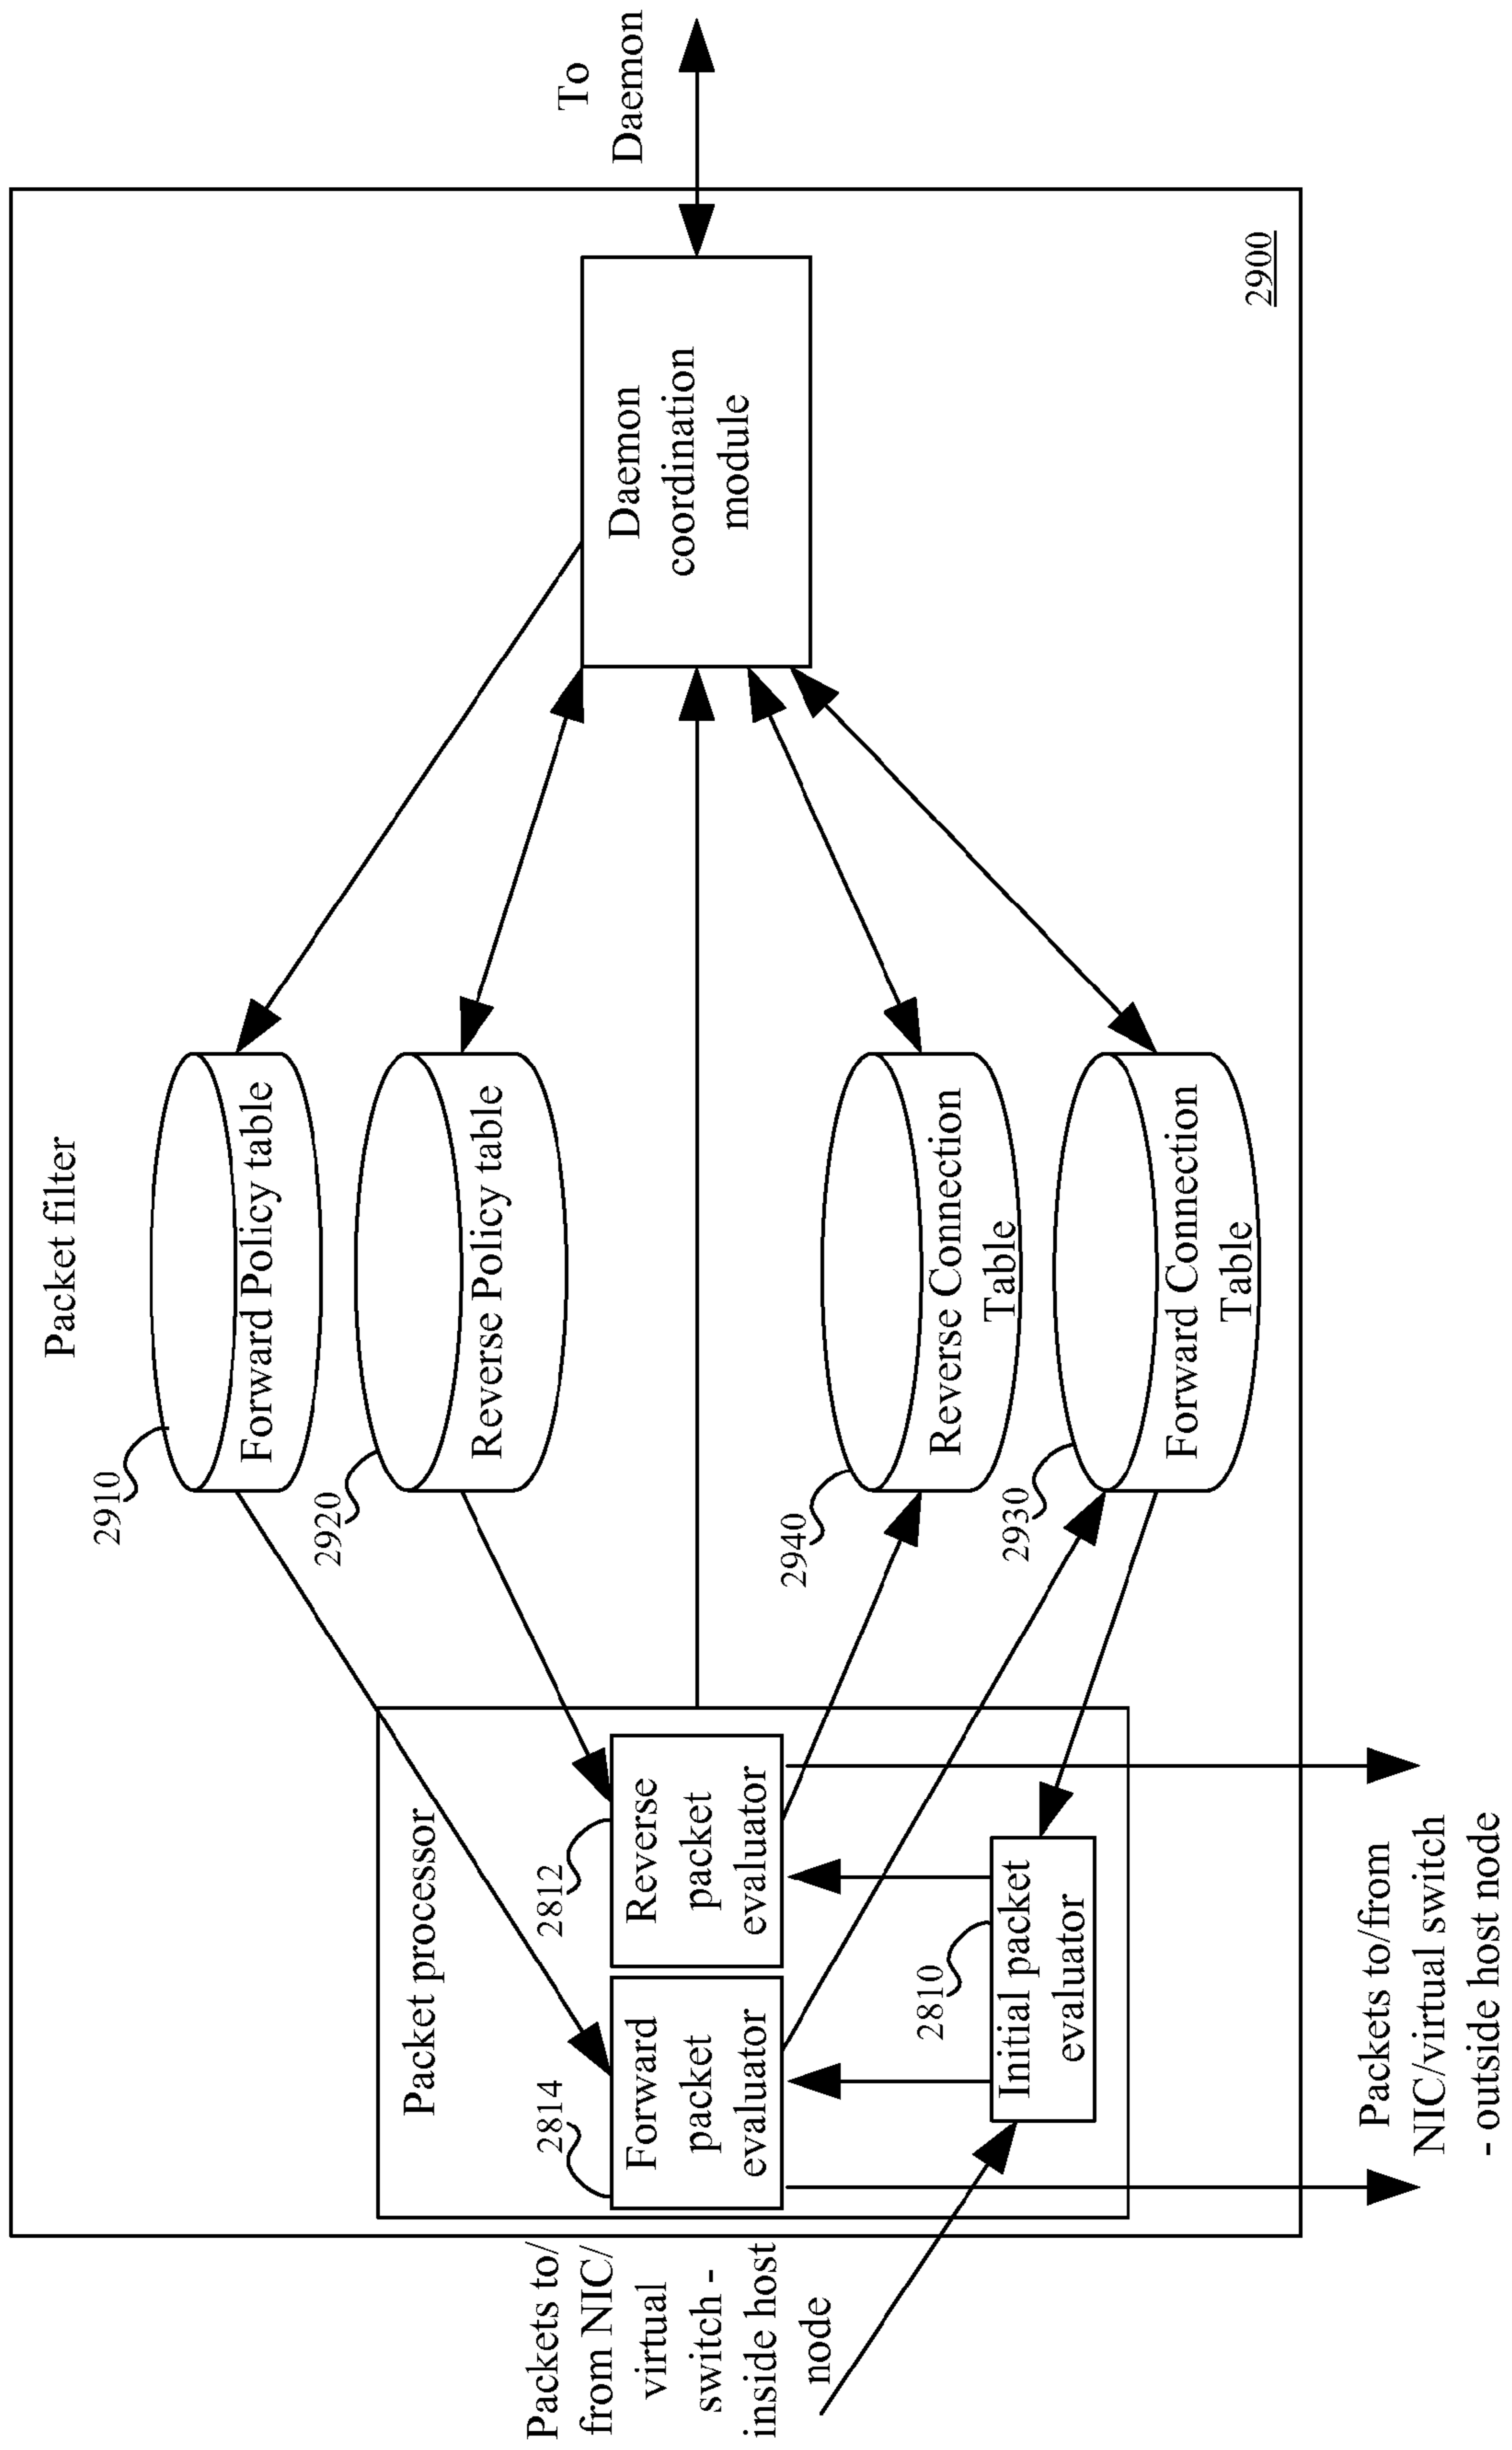 Packet filter
2910
Forward Policy table
2920
Reverse Policy table
To
Daemon
Packet processor
2814
Forward
packet
evaluator
2812
Reverse
packet
evaluator
Daemon
coordination
module
Packets to/
from NIC/
virtual
switch -
inside host
node
2940
Reverse Connection
Table
2810
Initial packet
evaluator
2930
Forward Connection
Table
2900
Packets to/from
NIC/virtual switch
- outside host node